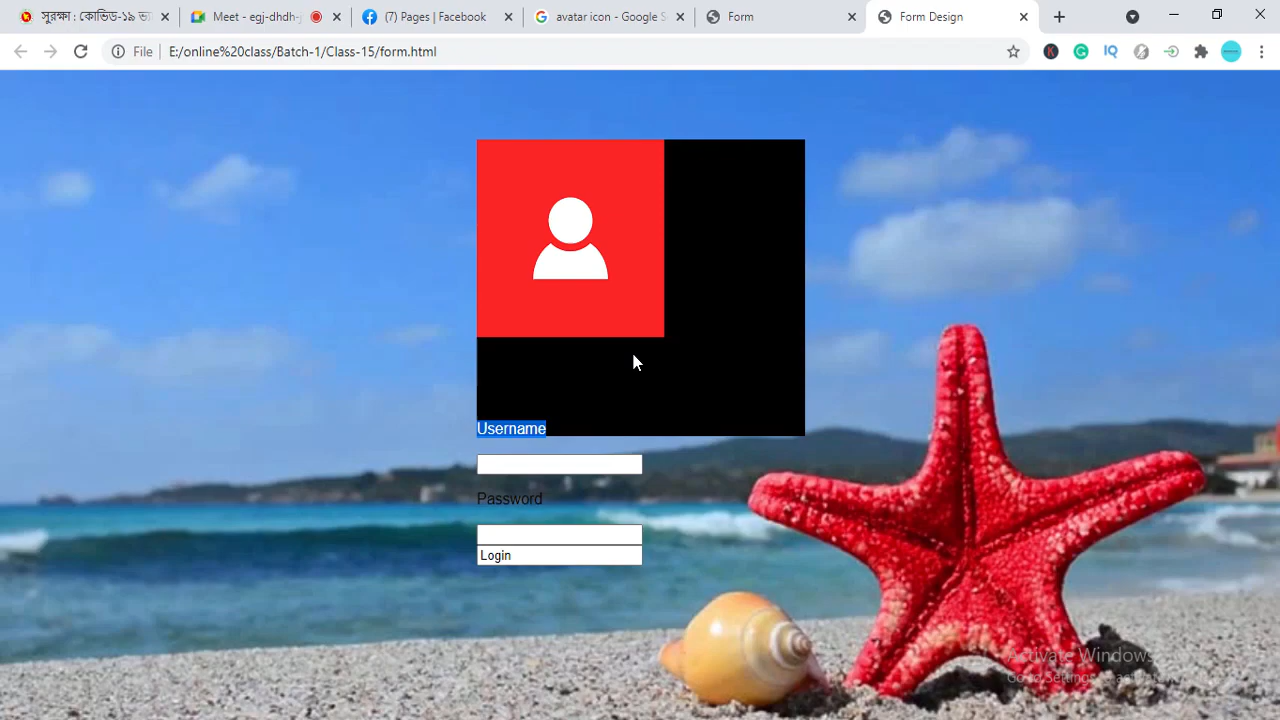 সুরক্ষা : কোভিড-১৯ ভ্য
Meet - egj-dhdh-j
(7) Pages | Facebook
avatar icon - Google S
Form
Form Design
File
E:/online%20class/Batch-1/Class-15/form.html
IQ
Username
Password
Login
Activate Windows